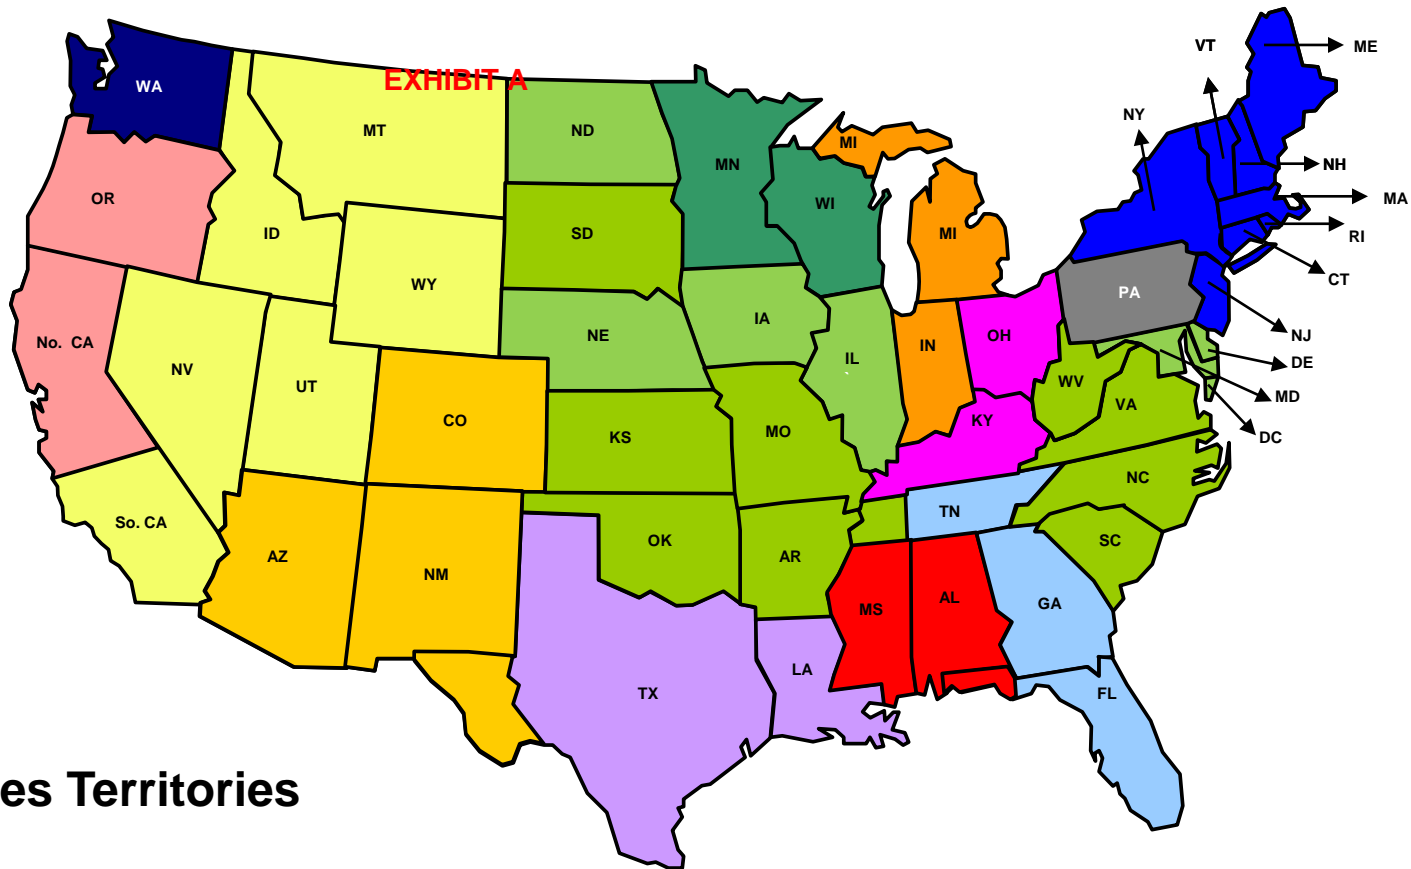 VT
ME
EXHIBIT A
WA
NY
MT
ND
MI
MN
NH
OR
WI
MA
ID
SD
MI
RI
WY
CT
PA
No. CA
NE
IA
OH
NJ
NV
IL
IN
DE
UT
WV
MD
CO
KS
MO
KY
VA
DC
So. CA
NC
TN
AZ
NM
OK
AR
SC
MS
AL
GA
TX
LA
FL
es Territories